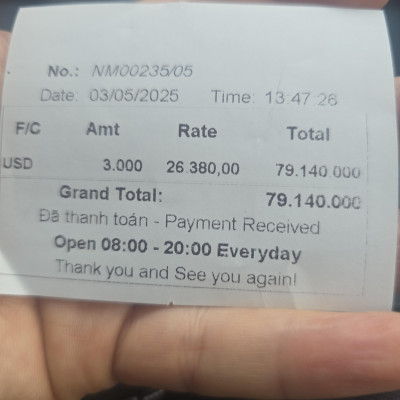 No.: NM00235/05
Date: 03/05/2025 Time: 13:47:26
F/C Amt Rate Total
USD 3.000 26.380,00 79.140.000
Grand Total: 79.140.000
Đã thanh toán - Payment Received
Open 08:00 - 20:00 Everyday
Thank you and See you again!